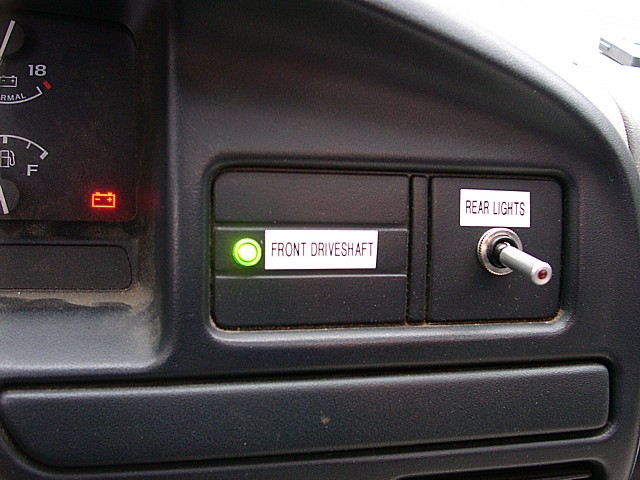 18
RMAL
F
FRONT DRIVESHAFT
REAR LIGHTS